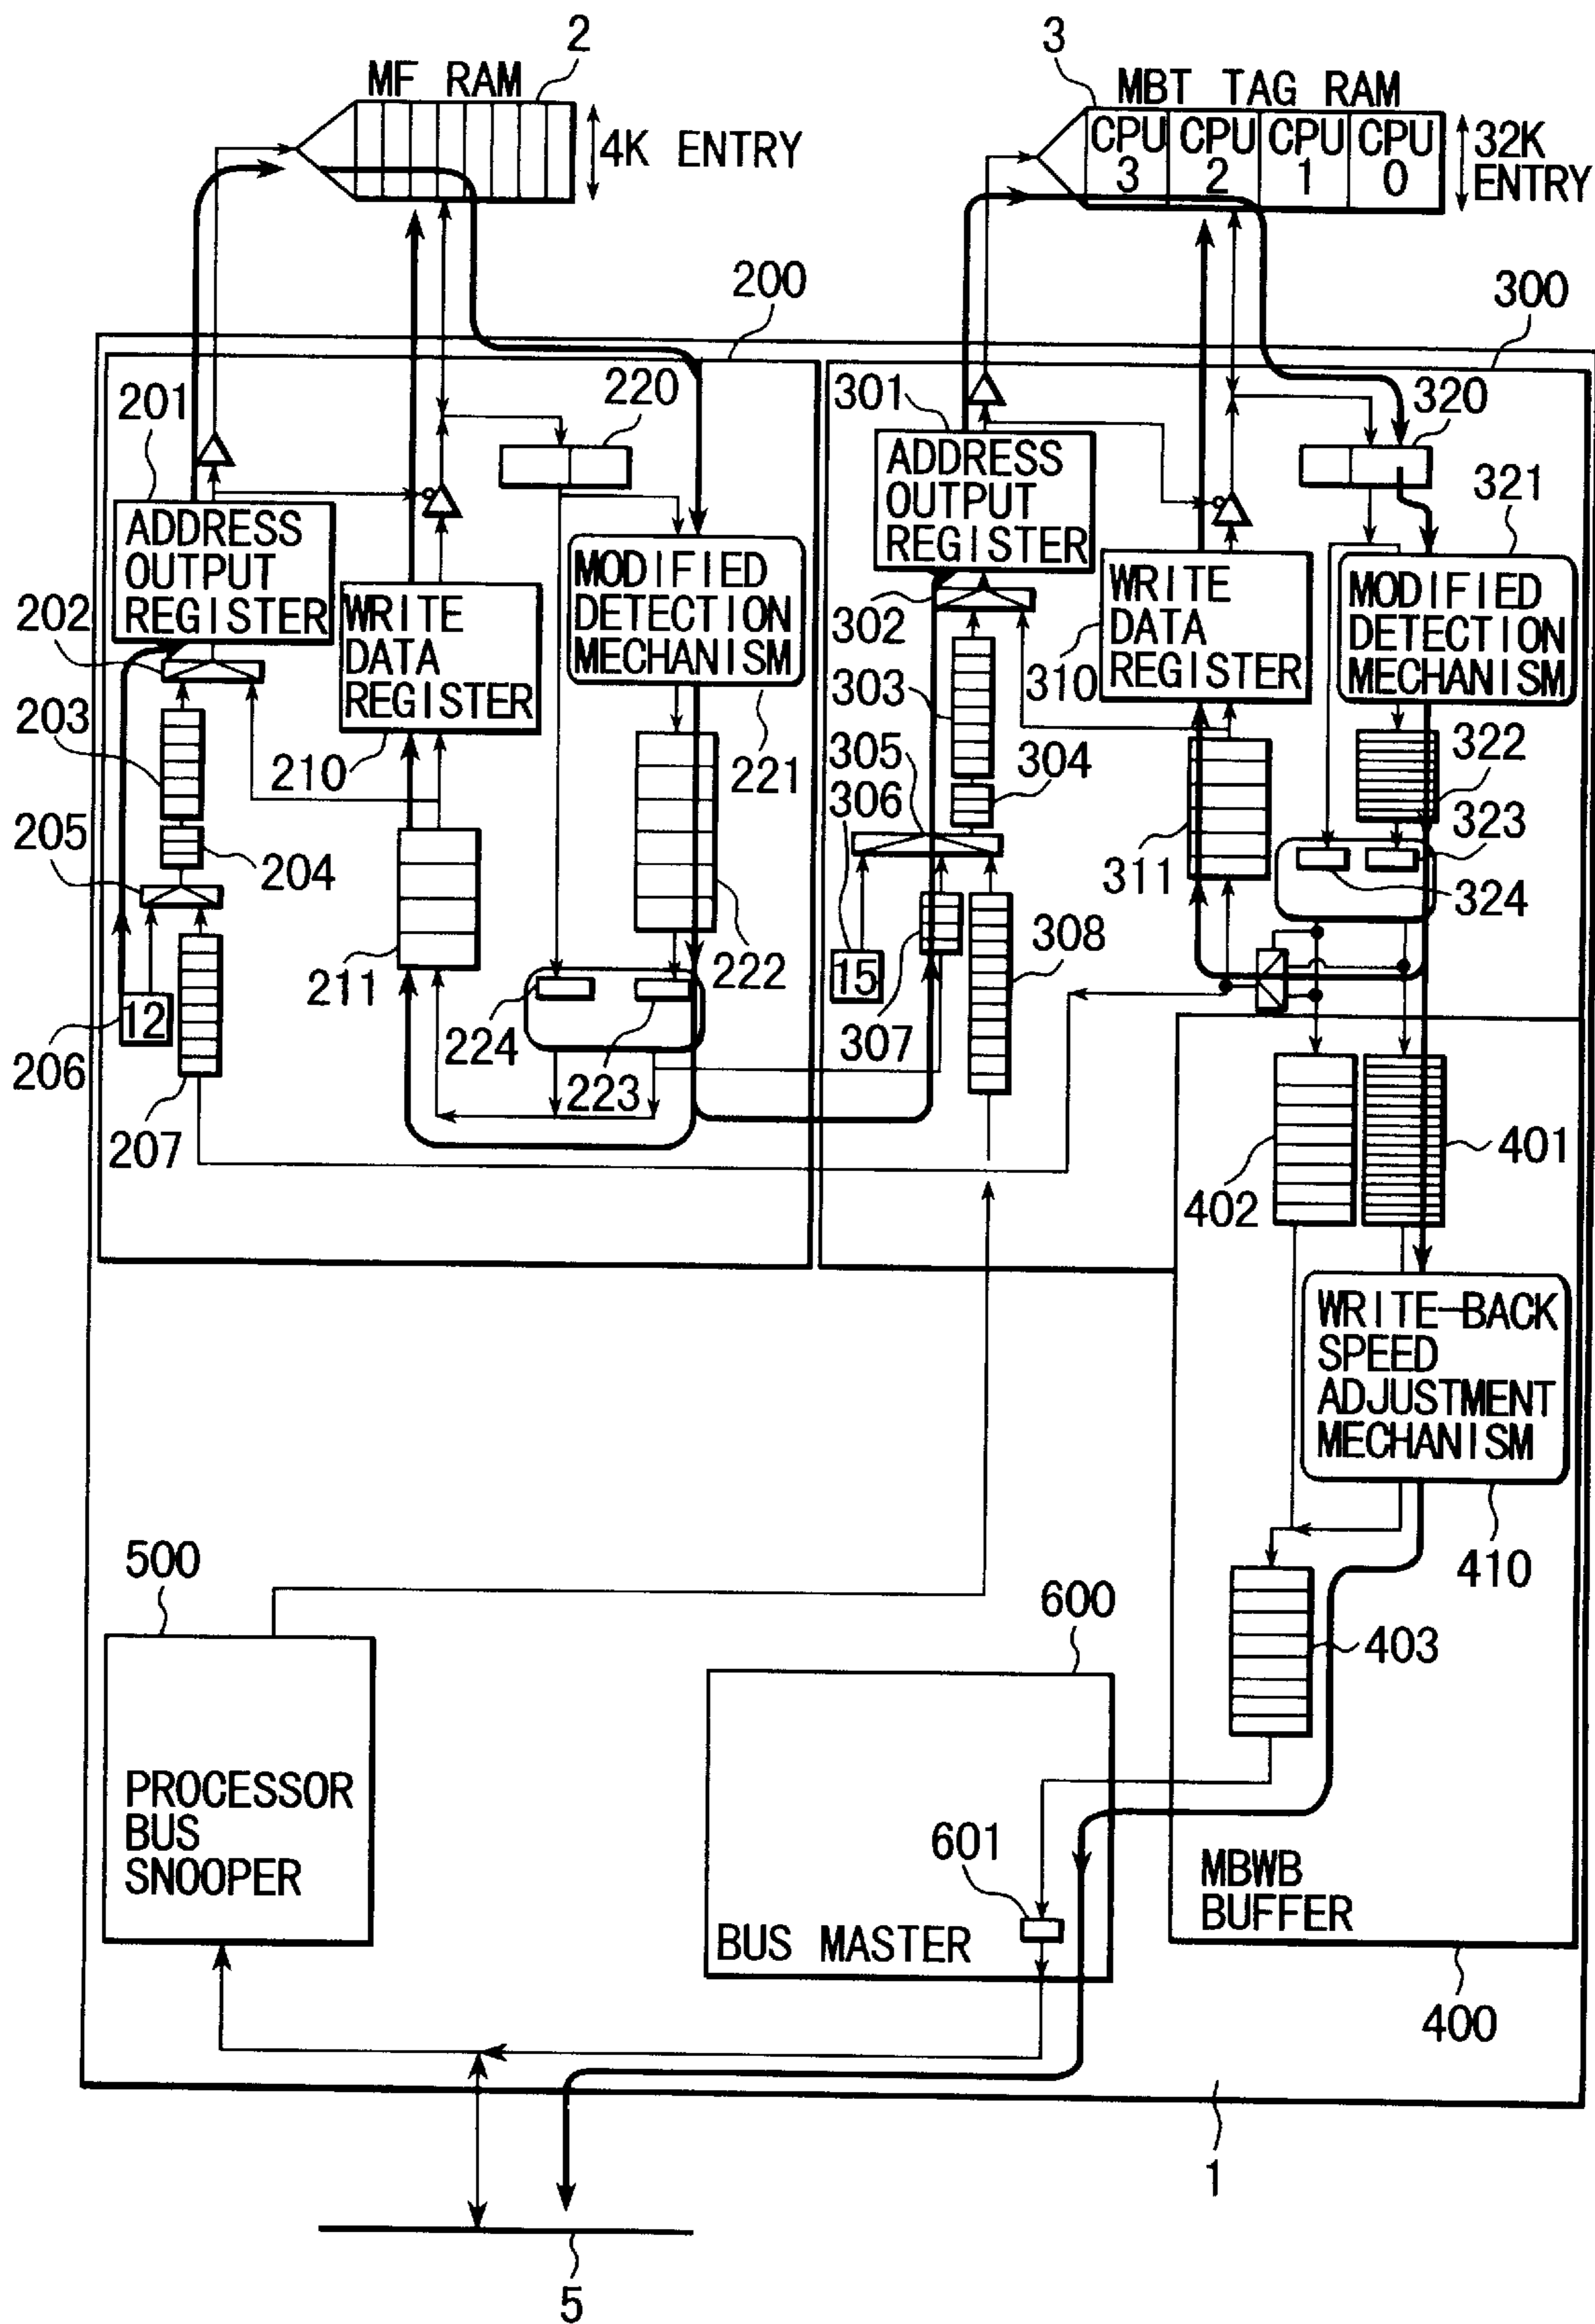 2
3
MF RAM
MBT TAG RAM
4K ENTRY
CPU
3
CPU
2
CPU
1
CPU
0
32K
ENTRY
200
300
201
220
301
320
321
ADDRESS
OUTPUT
REGISTER
202
WRITE
DATA
REGISTER
MODIFIED
DETECTION
MECHANISM
ADDRESS
OUTPUT
REGISTER
302
WRITE
DATA
REGISTER
MODIFIED
DETECTION
MECHANISM
203
210
221
303
310
322
205
204
305
306
304
311
323
324
211
222
12
206
224
223
207
15
307
308
402
401
WRITE-BACK
SPEED
ADJUSTMENT
MECHANISM
410
500
600
403
PROCESSOR
BUS
SNOOPER
601
BUS MASTER
MBWB
BUFFER
400
1
5